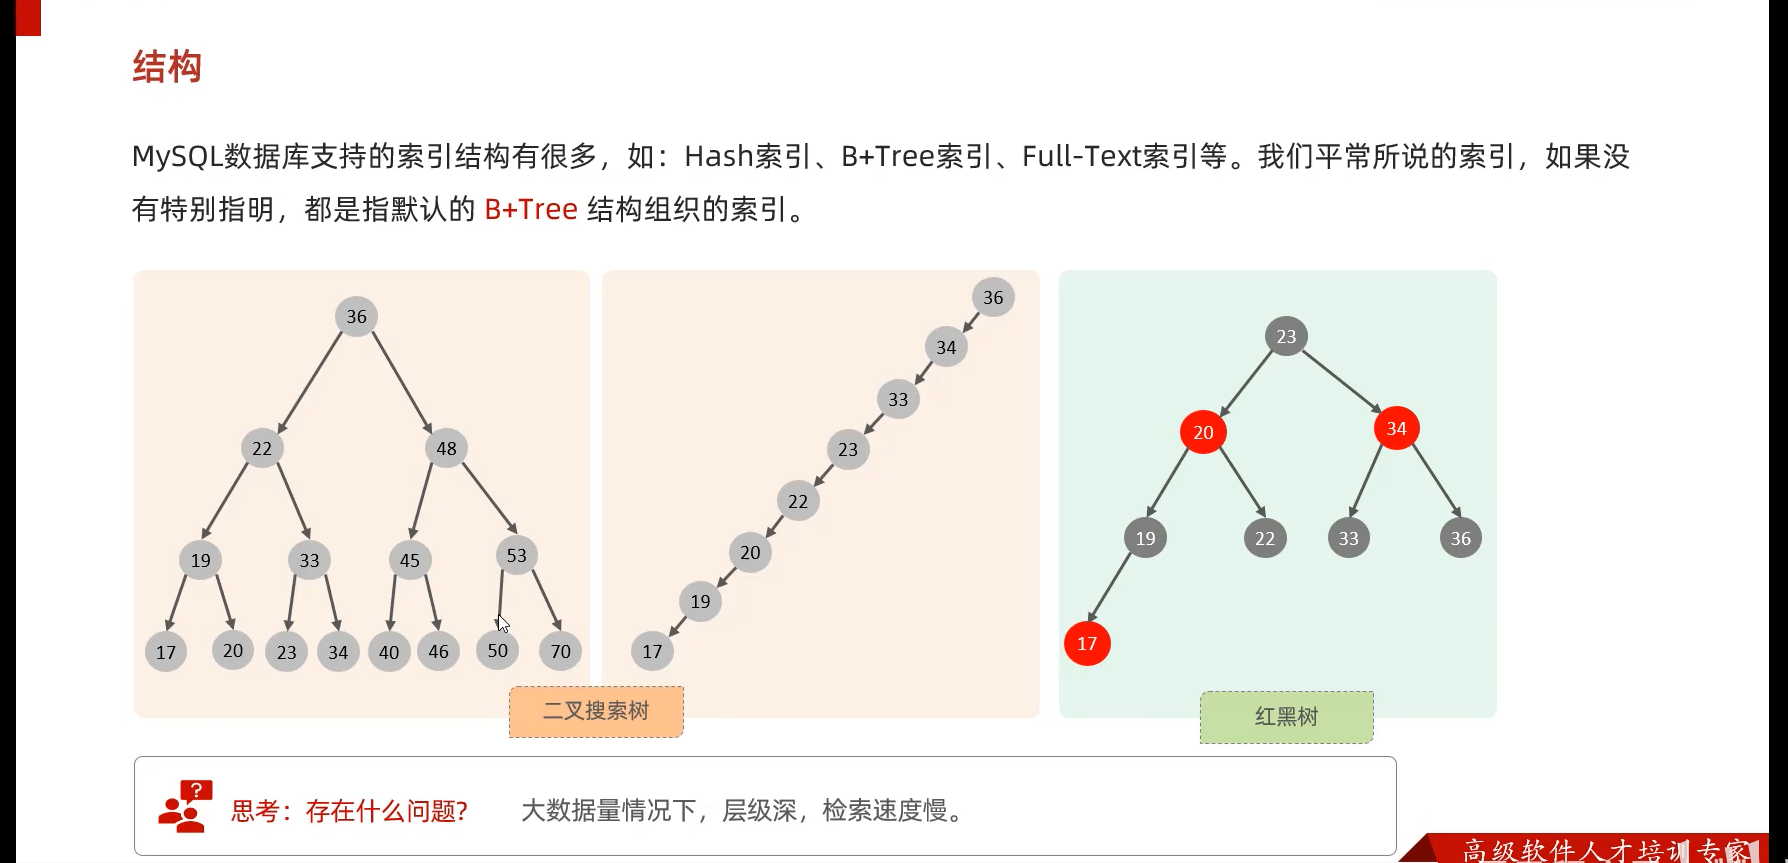 结构
MySQL数据库支持的索引结构有很多，如：Hash索引、B+Tree索引、Full-Text索引等。我们平常所说的索引，如果没
有特别指明，都是指默认的 B+Tree 结构组织的索引。
36
22 48
19 33 45 53
17 20 23 34 40 46 50 70
36
34
33
23
22
20
19
17
二叉搜索树
23
20 34
19 22 33 36
17
红黑树
?
思考：存在什么问题?
大数据量情况下，层级深，检索速度慢。
高级软件人才培训专家